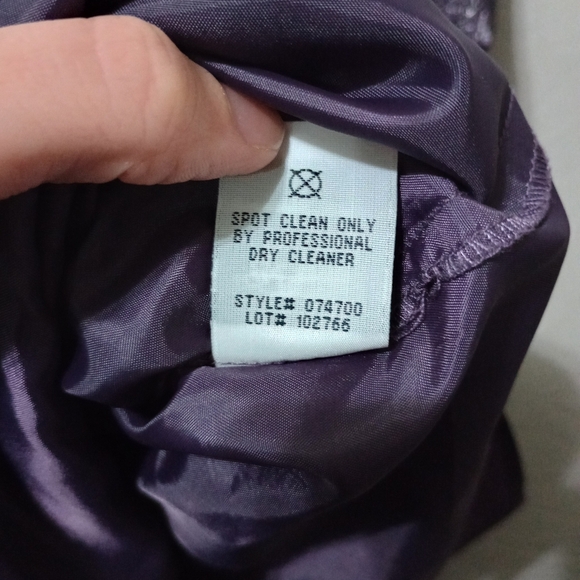 SPOT CLEAN ONLY
BY PROFESSIONAL
DRY CLEANER
STYLE# 074700
LOT# 102766